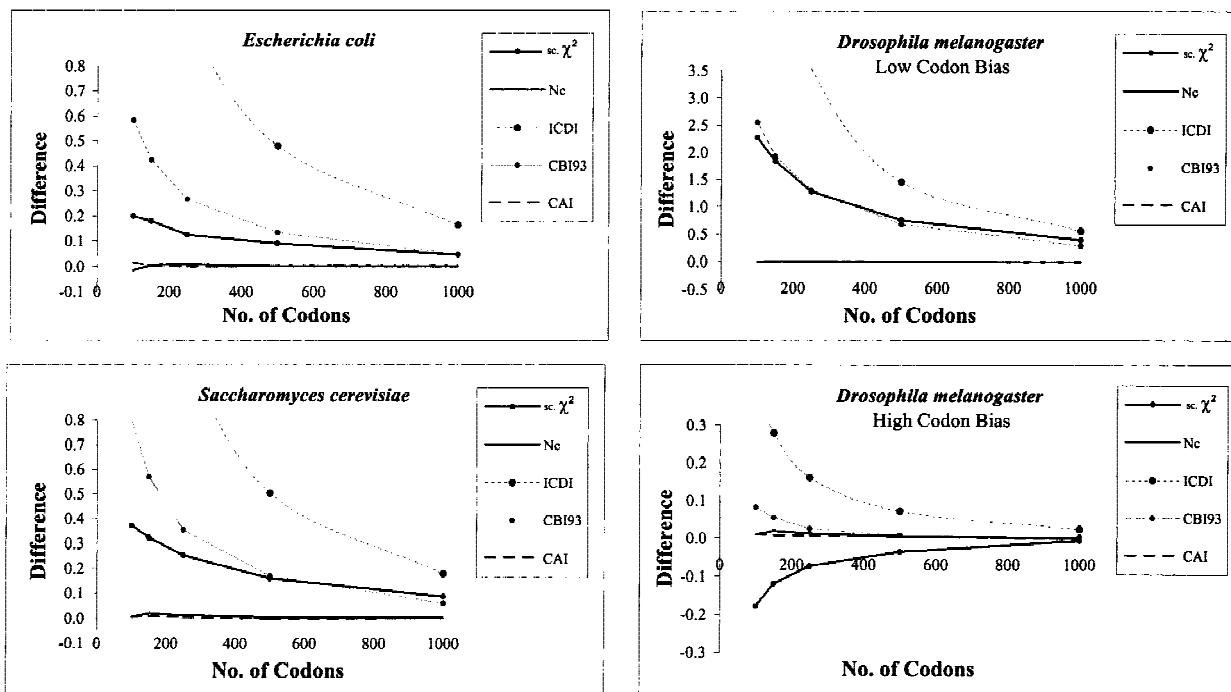 Escherichia coli
0.8
0.7
0.6
0.5
0.4
0.3
0.2
0.1
0.0
-0.1
0 200 400 600 800 1000
Difference
No. of Codons
sc. χ²
Nc
ICDI
CBI93
CAI
Drosophila melanogaster
Low Codon Bias
3.5
3.0
2.5
2.0
1.5
1.0
0.5
0.0
-0.5
0 200 400 600 800 1000
Difference
No. of Codons
sc. χ²
Nc
ICDI
CBI93
CAI
Saccharomyces cerevisiae
0.8
0.7
0.6
0.5
0.4
0.3
0.2
0.1
0.0
-0.1
0 200 400 600 800 1000
Difference
No. of Codons
sc. χ²
Nc
ICDI
CBI93
CAI
Drosophila melanogaster
High Codon Bias
0.3
0.2
0.1
0.0
-0.1
-0.2
-0.3
0 200 400 600 800 1000
Difference
No. of Codons
sc. χ²
Nc
ICDI
CBI93
CAI